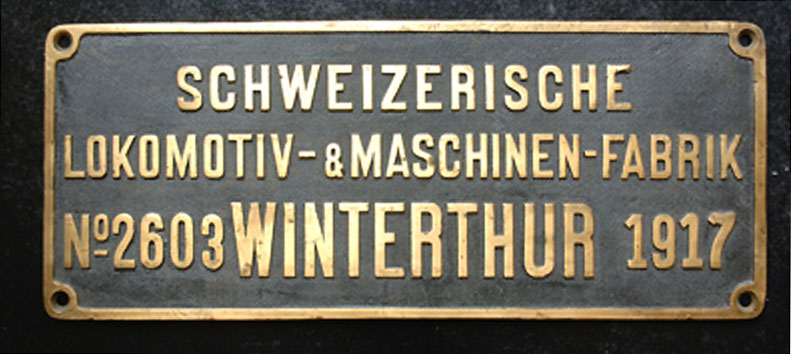 SCHWEIZERISCHE
LOKOMOTIV-&MASCHINEN-FABRIK
Nº2603 WINTERTHUR 1917